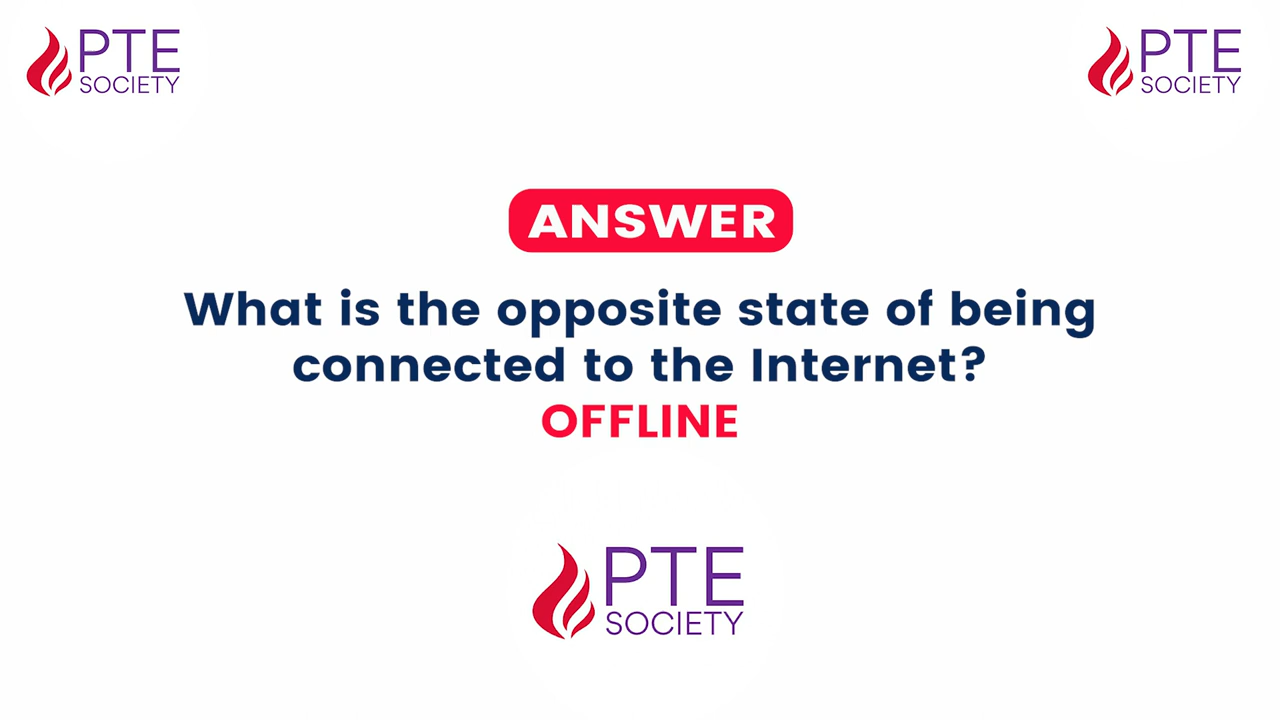 PTE
SOCIETY
PTE
SOCIETY
ANSWER
What is the opposite state of being
connected to the Internet?
OFFLINE
PTE
SOCIETY